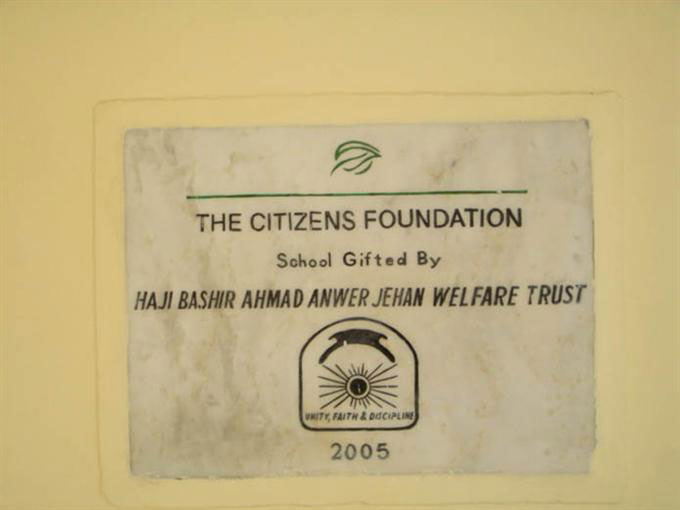 THE CITIZENS FOUNDATION
School Gifted By
HAJI BASHIR AHMAD ANWER JEHAN WELFARE TRUST
UNITY, FAITH & DISCIPLINE
2005